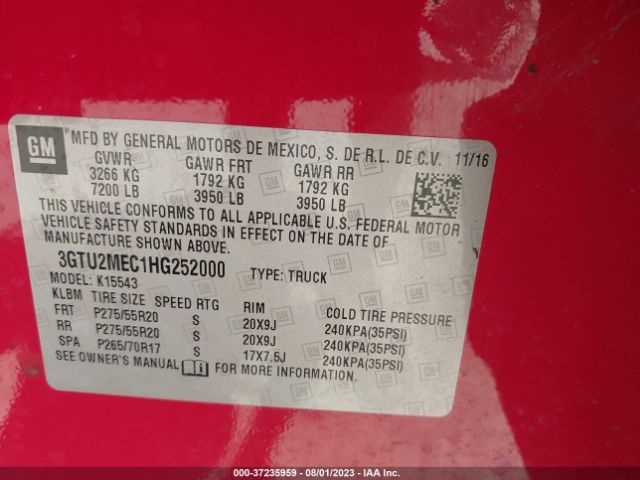 GM
MFD BY GENERAL MOTORS DE MEXICO, S. DE R.L. DE C.V. 11/16
GVWR GAWR FRT GAWR RR
3266 KG 1792 KG 1792 KG
7200 LB 3950 LB 3950 LB
THIS VEHICLE CONFORMS TO ALL APPLICABLE U.S. FEDERAL MOTOR
VEHICLE SAFETY STANDARDS IN EFFECT ON THE DATE OF
MANUFACTURE SHOWN ABOVE.
3GTU2MEC1HG252000 TYPE: TRUCK
MODEL: K15543
KLBM TIRE SIZE SPEED RTG RIM COLD TIRE PRESSURE
FRT P275/55R20 S 20X9J 240KPA(35PSI)
RR P275/55R20 S 20X9J 240KPA(35PSI)
SPA P265/70R17 S 17X7.5J 240KPA(35PSI)
SEE OWNER'S MANUAL FOR MORE INFORMATION.
000-37235959 - 08/01/2023 - IAA Inc.